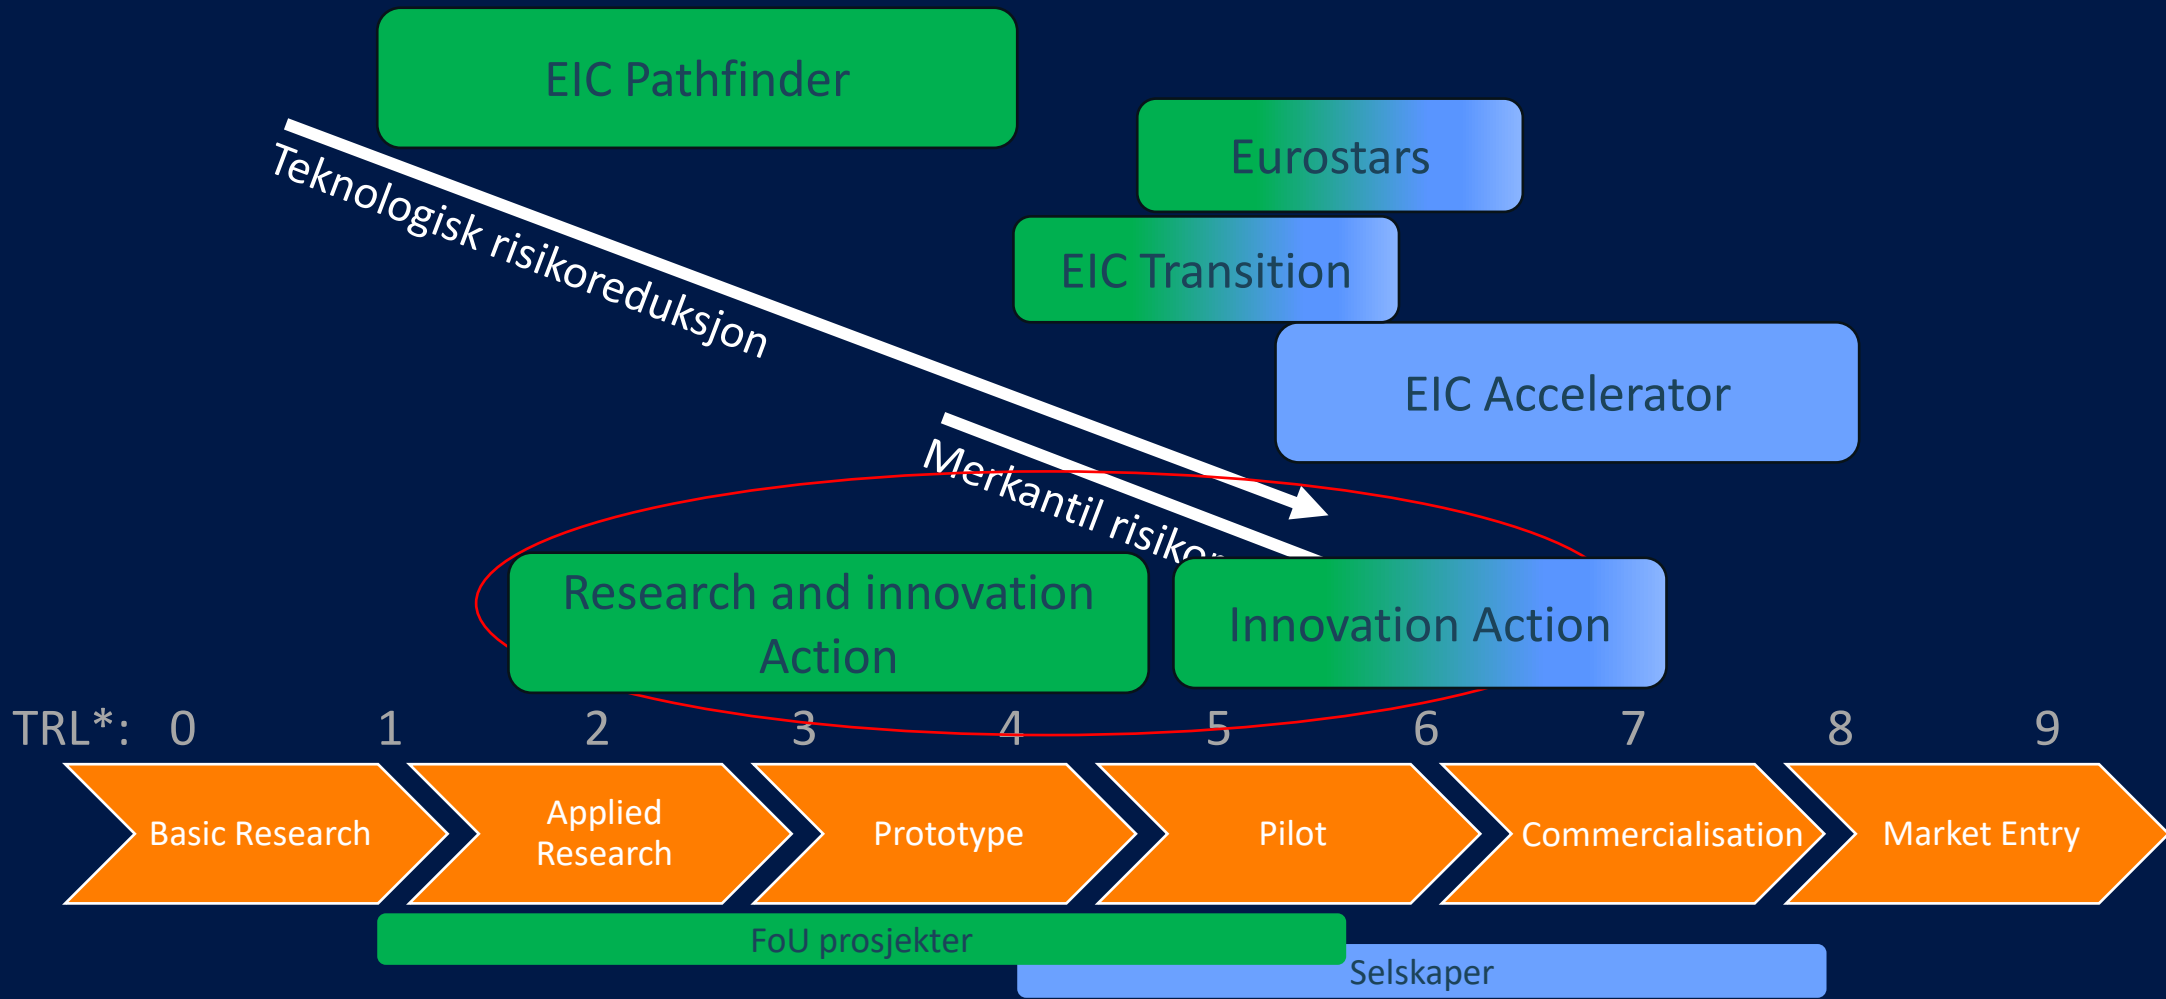 EIC Pathfinder
Eurostars
Teknologisk risikoreduksjon
EIC Transition
EIC Accelerator
Merkantil
Research and innovation
Action
Innovation Action
TRL*: 0 1 2 3 4 5 6 7 8 9
Basic Research
Applied
Research
Prototype
Pilot
Commercialisation
Market Entry
FoU prosjekter
Selskaper